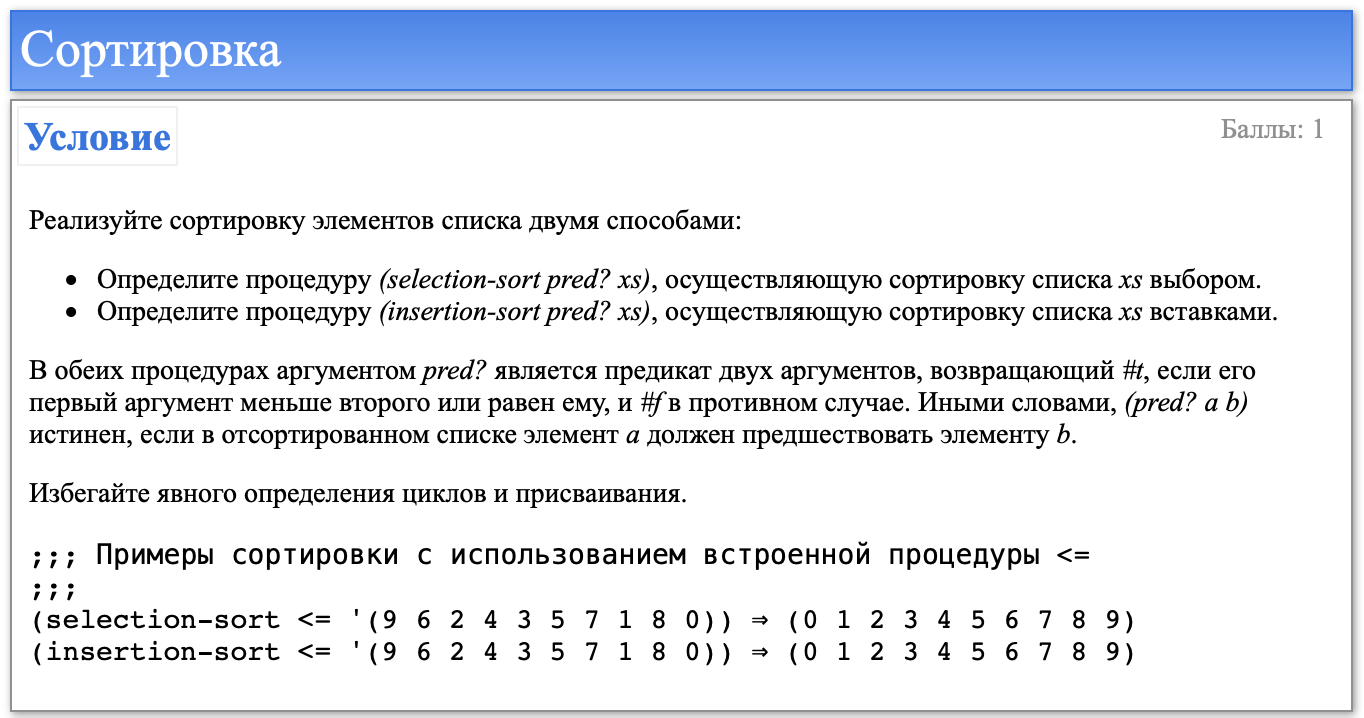 Сортировка
Условие
Баллы: 1
Реализуйте сортировку элементов списка двумя способами:
• Определите процедуру (selection-sort pred? xs), осуществляющую сортировку списка xs выбором.
• Определите процедуру (insertion-sort pred? xs), осуществляющую сортировку списка xs вставками.
В обеих процедурах аргументом pred? является предикат двух аргументов, возвращающий #t, если его
первый аргумент меньше второго или равен ему, и #f в противном случае. Иными словами, (pred? a b)
истинен, если в отсортированном списке элемент a должен предшествовать элементу b.
Избегайте явного определения циклов и присваивания.
;;; Примеры сортировки с использованием встроенной процедуры <=
;;;
(selection-sort <= '(9 6 2 4 3 5 7 1 8 0)) ⇒ (0 1 2 3 4 5 6 7 8 9)
(insertion-sort <= '(9 6 2 4 3 5 7 1 8 0)) ⇒ (0 1 2 3 4 5 6 7 8 9)